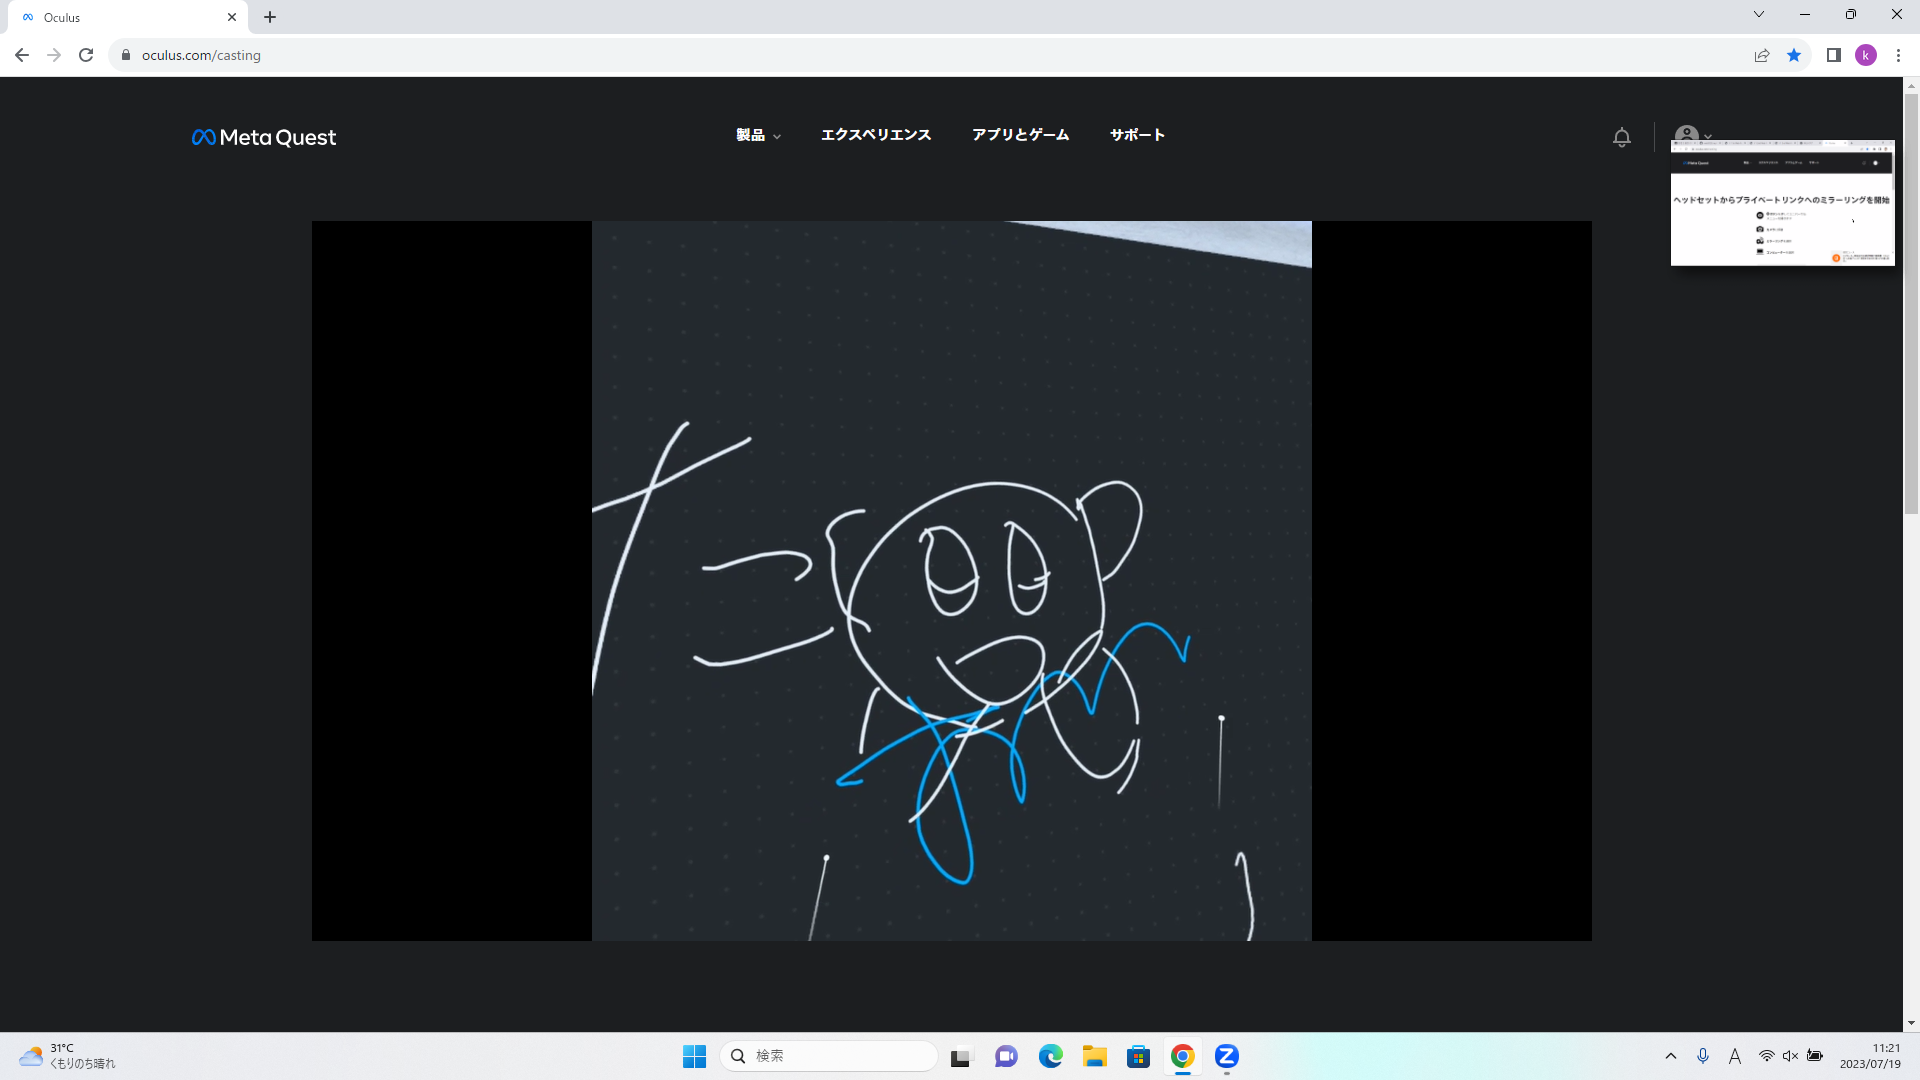 Oculus
oculus.com/casting
k
Meta Quest
製品
エクスペリエンス
アプリとゲーム
サポート
Meta Quest
ヘッドセットからプライベートリンクへのミラーリングを開始
た
31°C
くもりのち晴れ
検索
A
11:21
2023/07/19